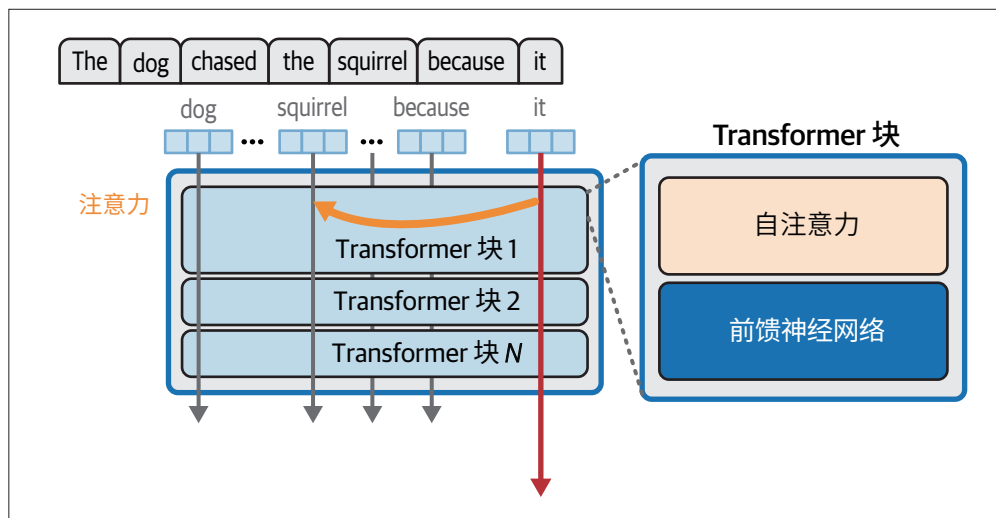 The dog chased the squirrel because it
dog ... squirrel ... because it
Transformer 块
注意力
自注意力
Transformer 块 1
Transformer 块 2
前馈神经网络
Transformer 块 N